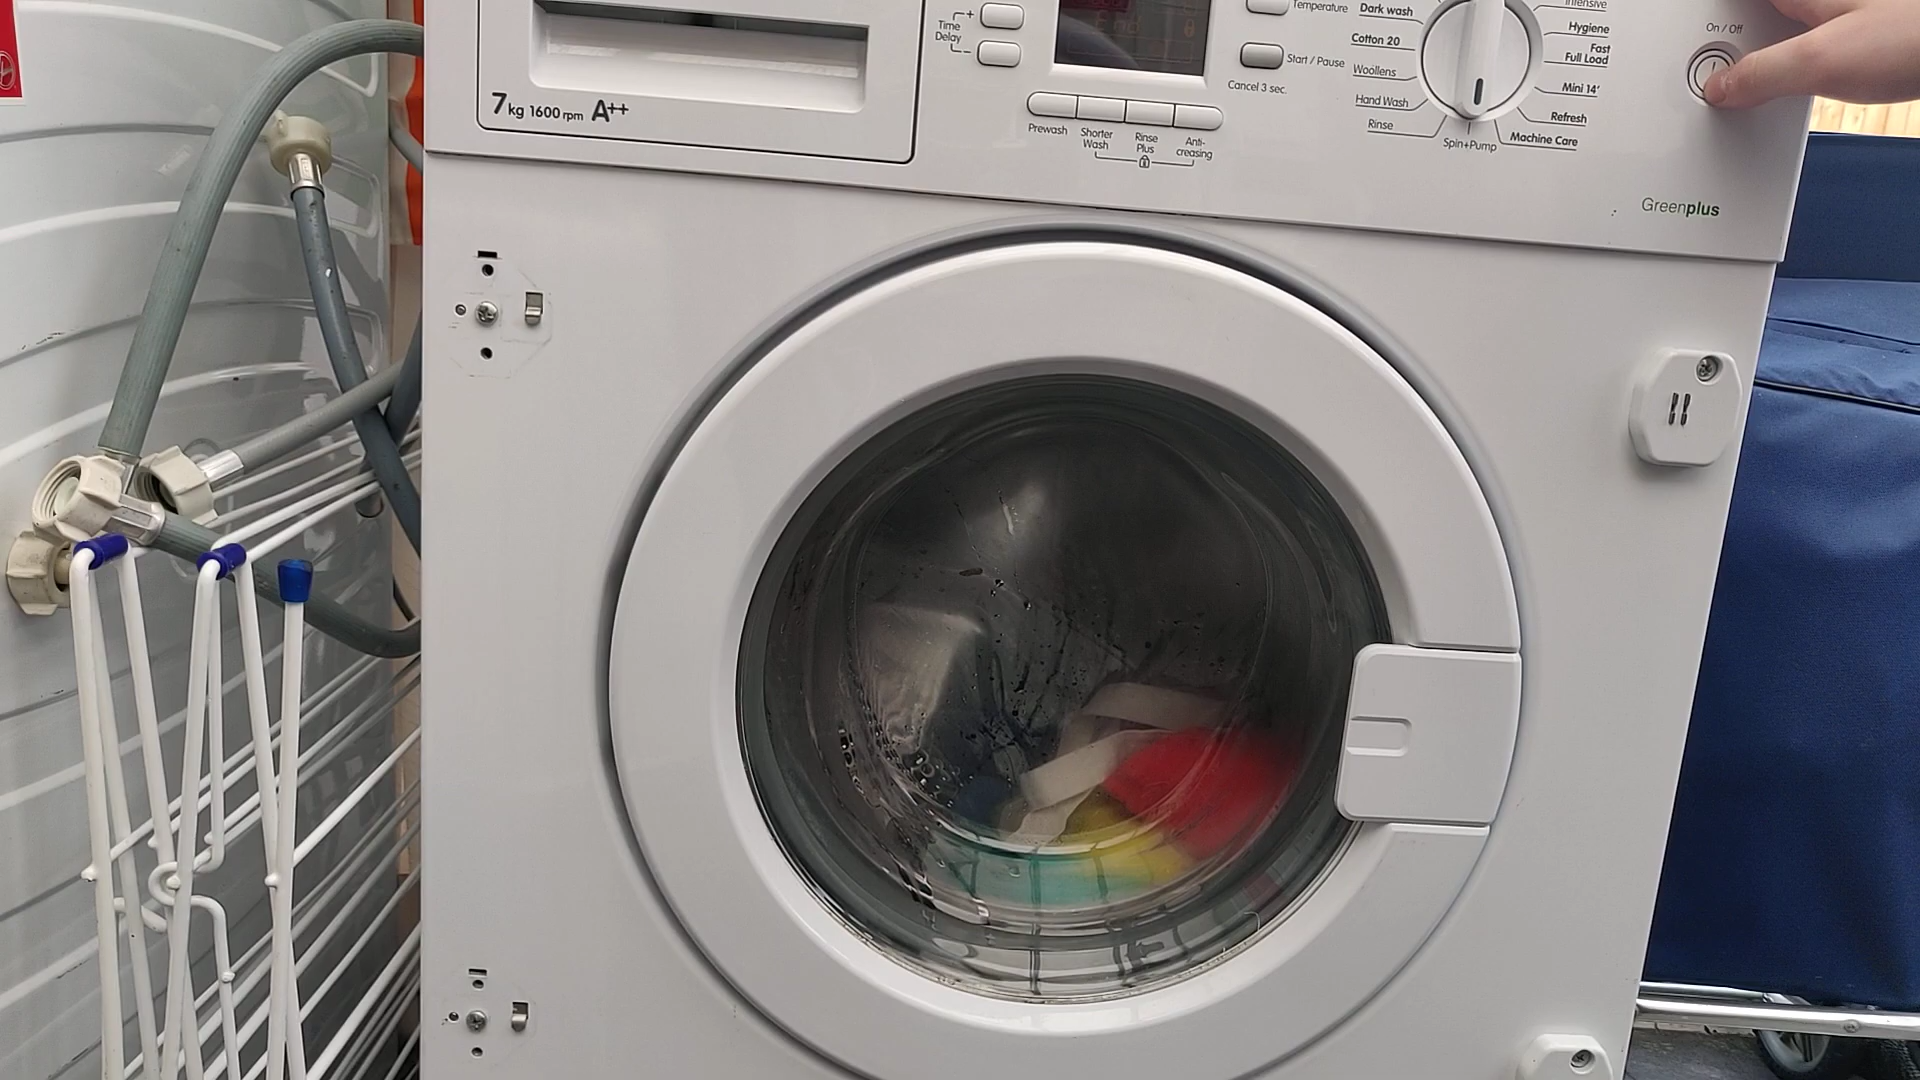 Time
Delay
+
-
End
Temperature
Start / Pause
Cancel 3 sec.
Prewash
Shorter
Wash
Rinse
Plus
Anti-
creasing
7kg 1600 rpm A++
Dark wash
Cotton 20
Woollens
Hand Wash
Rinse
Spin+Pump
Intensive
Hygiene
Fast
Full Load
Mini 14'
Refresh
Machine Care
On / Off
Greenplus